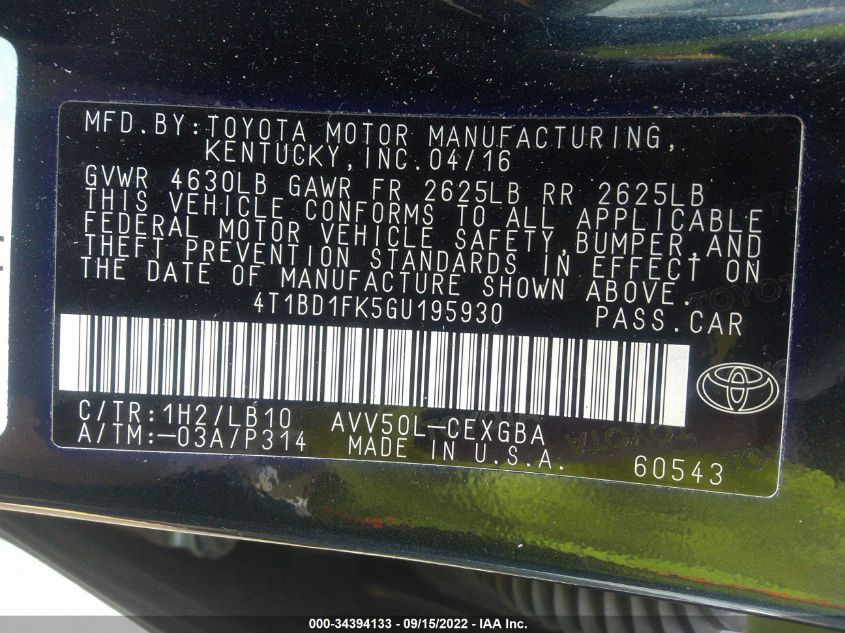 MFD.BY:TOYOTA MOTOR MANUFACTURING,
KENTUCKY,INC.04/16
GVWR 4630LB GAWR FR 2625LB RR 2625LB
THIS VEHICLE CONFORMS TO ALL APPLICABLE
FEDERAL MOTOR VEHICLE SAFETY,BUMPER,AND
THEFT PREVENTION STANDARDS IN EFFECT ON
THE DATE OF MANUFACTURE SHOWN ABOVE.
4T1BD1FK5GU195930 PASS.CAR
C/TR:1H2/LB10 AVV50L-CEXGBA
A/TM:-03A/P314 MADE IN U.S.A. 60543
000-34394133 - 09/15/2022 - IAA Inc.